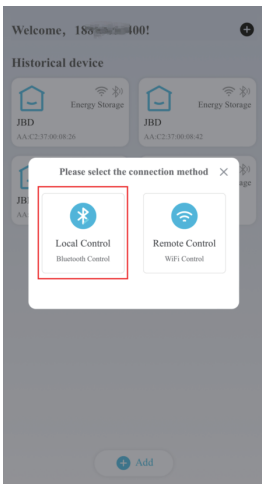 Welcome, 188 400!
Historical device
Energy Storage
Energy Storage
JBD
JBD
AA:C2:37:00:08:26
AA:C2:37:00:08:42
Please select the connection method
Local Control
Remote Control
Bluetooth Control
WiFi Control
Add